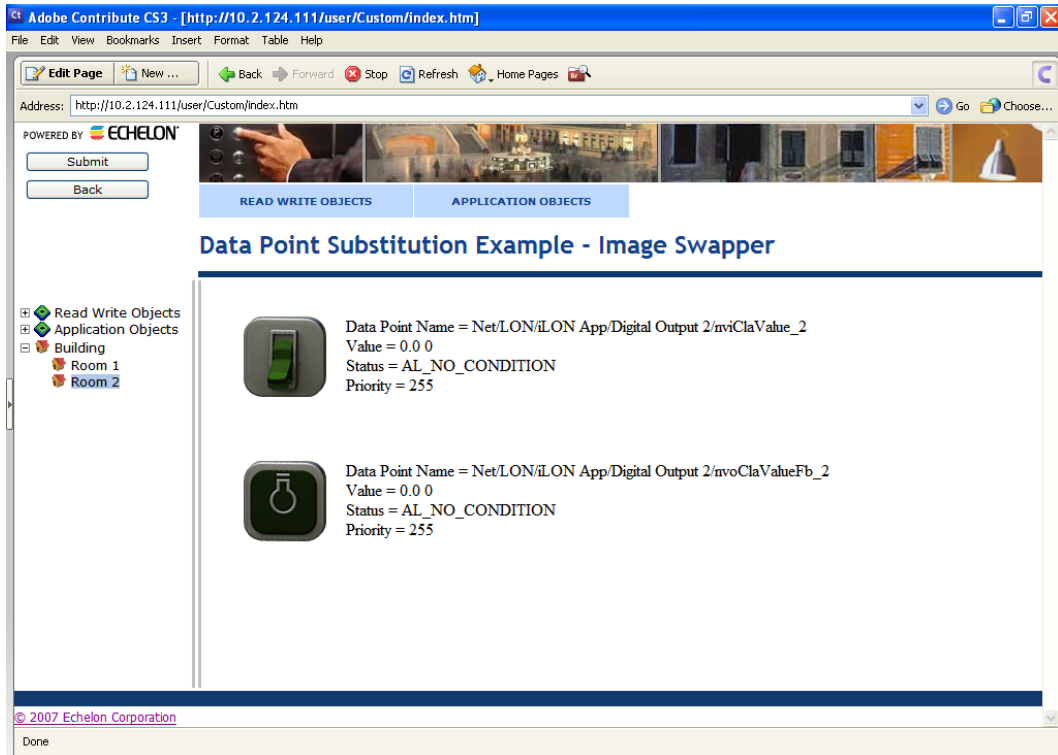 Adobe Contribute CS3 - [http://10.2.124.111/user/Custom/index.htm]
File Edit View Bookmarks Insert Format Table Help
Edit Page New ... Back Forward Stop Refresh Home Pages
Address: http://10.2.124.111/user/Custom/index.htm Go Choose...
POWERED BY ECHELON
Submit
Back
READ WRITE OBJECTS APPLICATION OBJECTS
Data Point Substitution Example - Image Swapper
Read Write Objects
Application Objects
Building
Room 1
Room 2
Data Point Name = Net/LON/iLON App/Digital Output 2/nviClaValue_2
Value = 0.0 0
Status = AL_NO_CONDITION
Priority = 255
Data Point Name = Net/LON/iLON App/Digital Output 2/nvoClaValueFb_2
Value = 0.0 0
Status = AL_NO_CONDITION
Priority = 255
© 2007 Echelon Corporation
Done